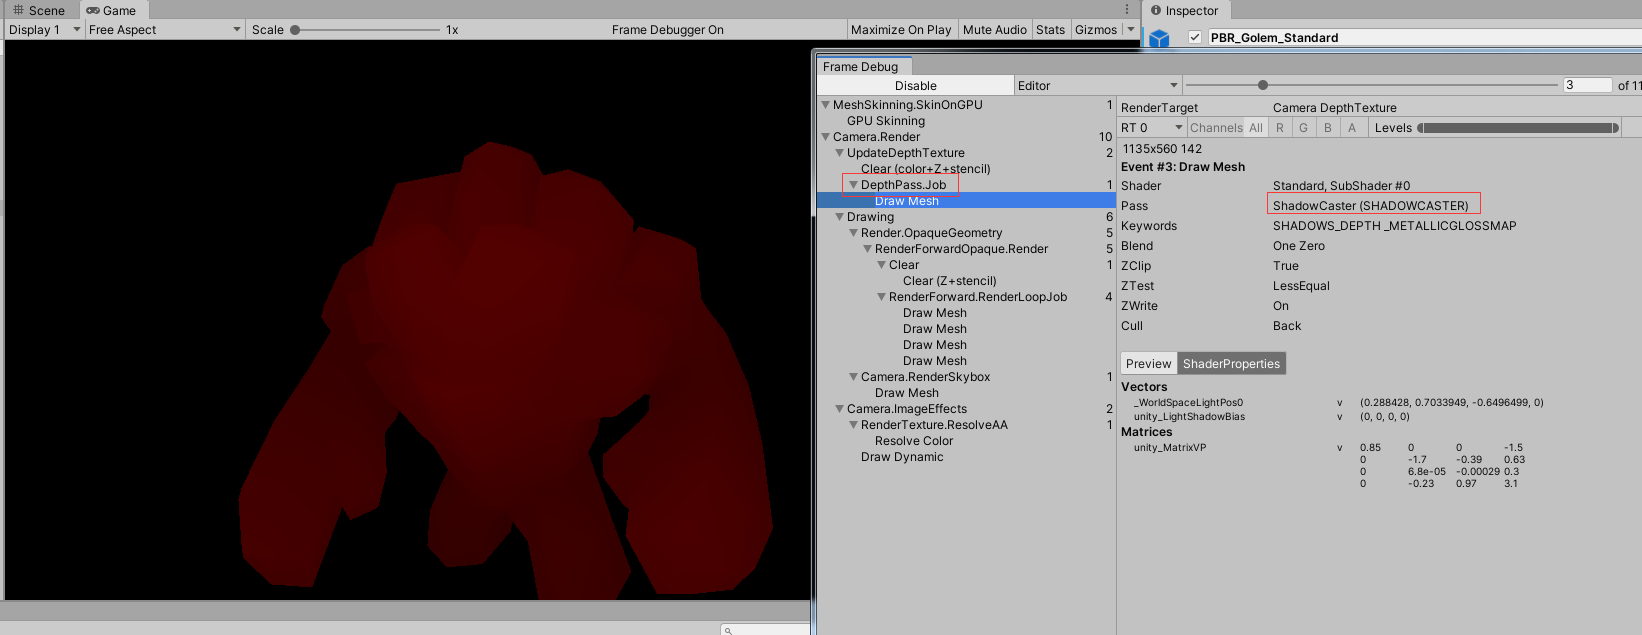 Scene Game Inspector
Display 1 Free Aspect Scale 1x Frame Debugger On Maximize On Play Mute Audio Stats Gizmos
PBR_Golem_Standard
Frame Debug
Disable Editor 3 of 11
MeshSkinning.SkinOnGPU 1
GPU Skinning
Camera.Render 10
UpdateDepthTexture 2
Clear (color+Z+stencil)
DepthPass.Job 1
Draw Mesh
Drawing 6
Render.OpaqueGeometry 5
RenderForwardOpaque.Render 5
Clear 1
Clear (Z+stencil)
RenderForward.RenderLoopJob 4
Draw Mesh
Draw Mesh
Draw Mesh
Draw Mesh
Camera.RenderSkybox 1
Draw Mesh
Camera.ImageEffects 2
RenderTexture.ResolveAA 1
Resolve Color
Draw Dynamic
RenderTarget Camera DepthTexture
RT 0 Channels All R G B A Levels
1135x560 142
Event #3: Draw Mesh
Shader Standard, SubShader #0
Pass ShadowCaster (SHADOWCASTER)
Keywords SHADOWS_DEPTH _METALLICGLOSSMAP
Blend One Zero
ZClip True
ZTest LessEqual
ZWrite On
Cull Back
Preview ShaderProperties
Vectors
_WorldSpaceLightPos0 v (0.288428, 0.7033949, -0.6496499, 0)
unity_LightShadowBias v (0, 0, 0, 0)
Matrices
unity_MatrixVP v 0.85 0 0 -1.5
0 -1.7 -0.39 0.63
0 6.8e-05 -0.00029 0.3
0 -0.23 0.97 3.1